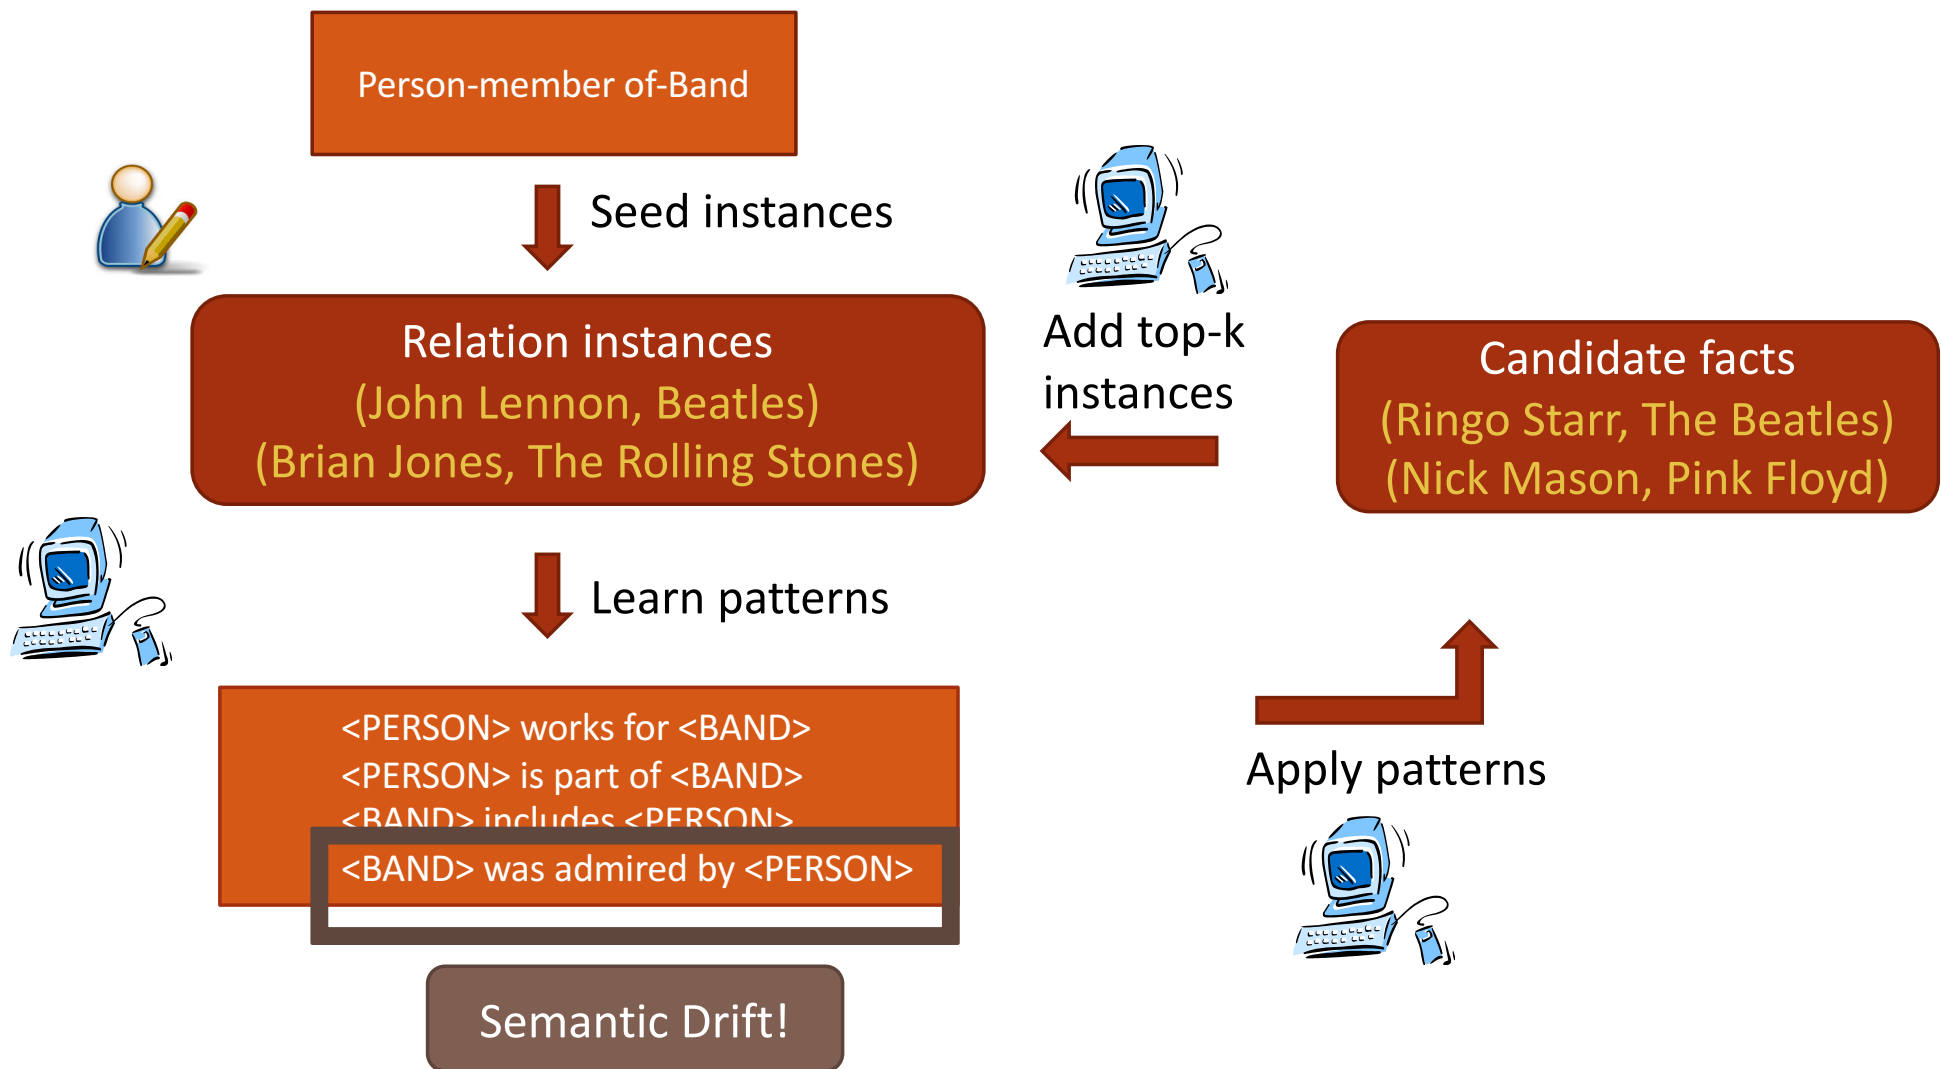 Person-member of-Band
Seed instances
Relation instances
(John Lennon, Beatles)
(Brian Jones, The Rolling Stones)
Add top-k
instances
Candidate facts
(Ringo Starr, The Beatles)
(Nick Mason, Pink Floyd)
Learn patterns
<PERSON> works for <BAND>
<PERSON> is part of <BAND>
<BAND> includes <PERSON>
<BAND> was admired by <PERSON>
Apply patterns
Semantic Drift!